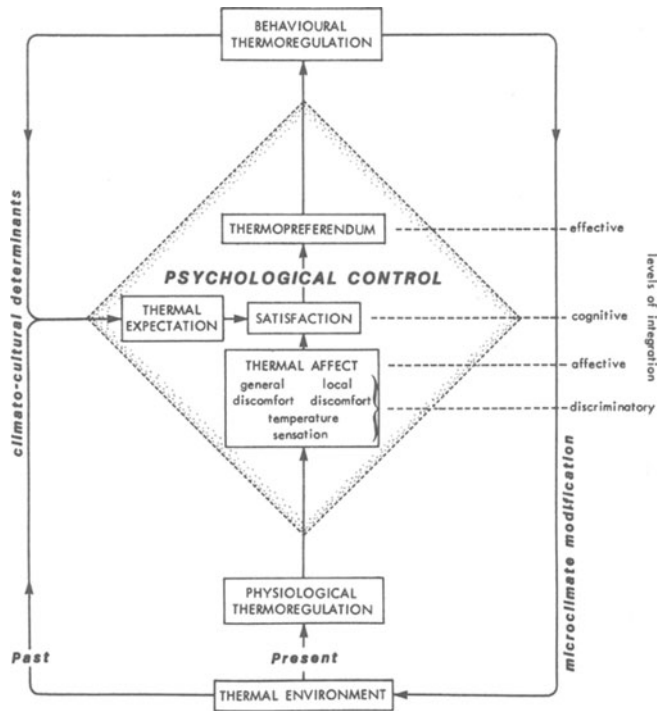 BEHAVIOURAL
THERMOREGULATION
THERMOPREFERENDUM
effective
PSYCHOLOGICAL CONTROL
THERMAL
EXPECTATION
SATISFACTION
cognitive
THERMAL AFFECT
affective
general local
discomfort discomfort
discriminatory
temperature
sensation
levels of integration
climato-cultural determinants
microclimate modification
PHYSIOLOGICAL
THERMOREGULATION
Past
Present
THERMAL ENVIRONMENT